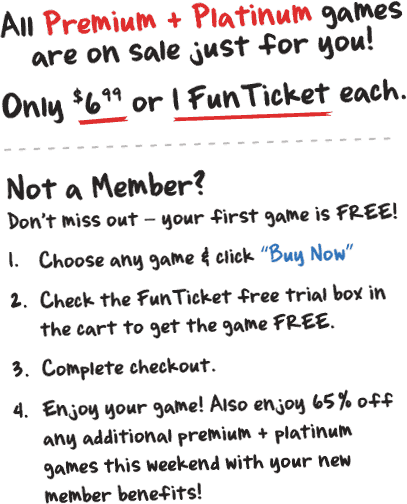 All Premium + Platinum games
are on sale just for you!
Only $6.99 or 1 FunTicket each.
Not a Member?
Don't miss out – your first game is FREE!
1. Choose any game & click "Buy Now"
2. Check the FunTicket free trial box in
the cart to get the game FREE.
3. Complete checkout.
4. Enjoy your game! Also enjoy 65% off
any additional premium + platinum
games this weekend with your new
member benefits!